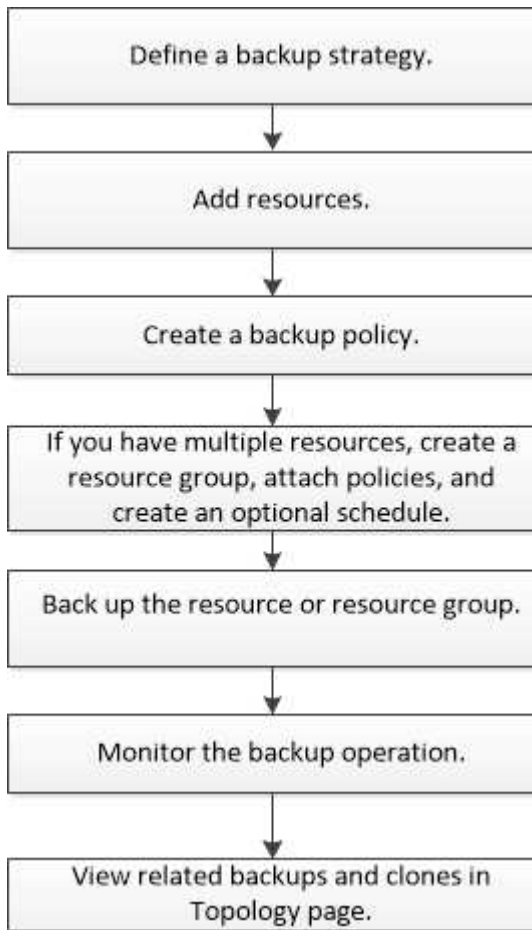 Define a backup strategy.
Add resources.
Create a backup policy.
If you have multiple resources, create a
resource group, attach policies, and
create an optional schedule.
Back up the resource or resource group.
Monitor the backup operation.
View related backups and clones in
Topology page.